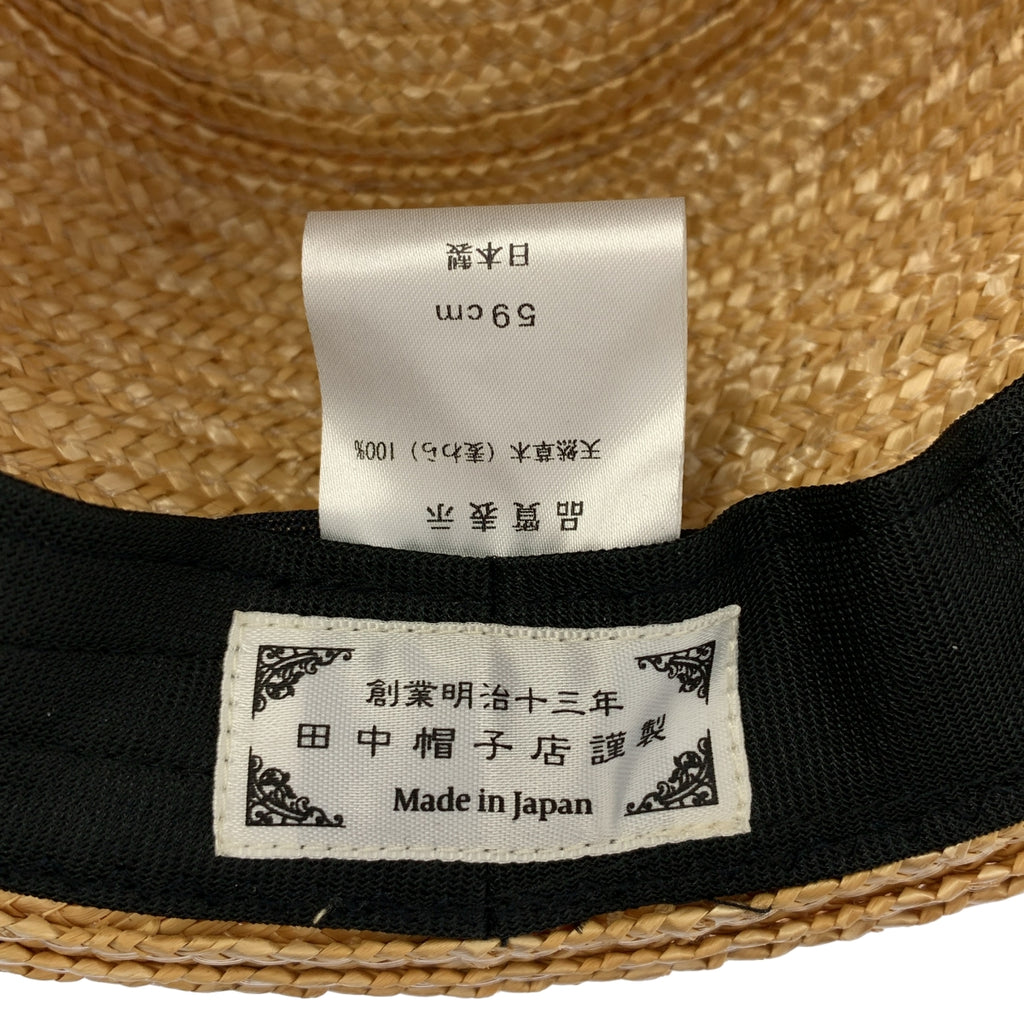 品質表示
天然草木（麦わら）100%
59cm
日本製
創業明治十三年
田中帽子店謹製
Made in Japan